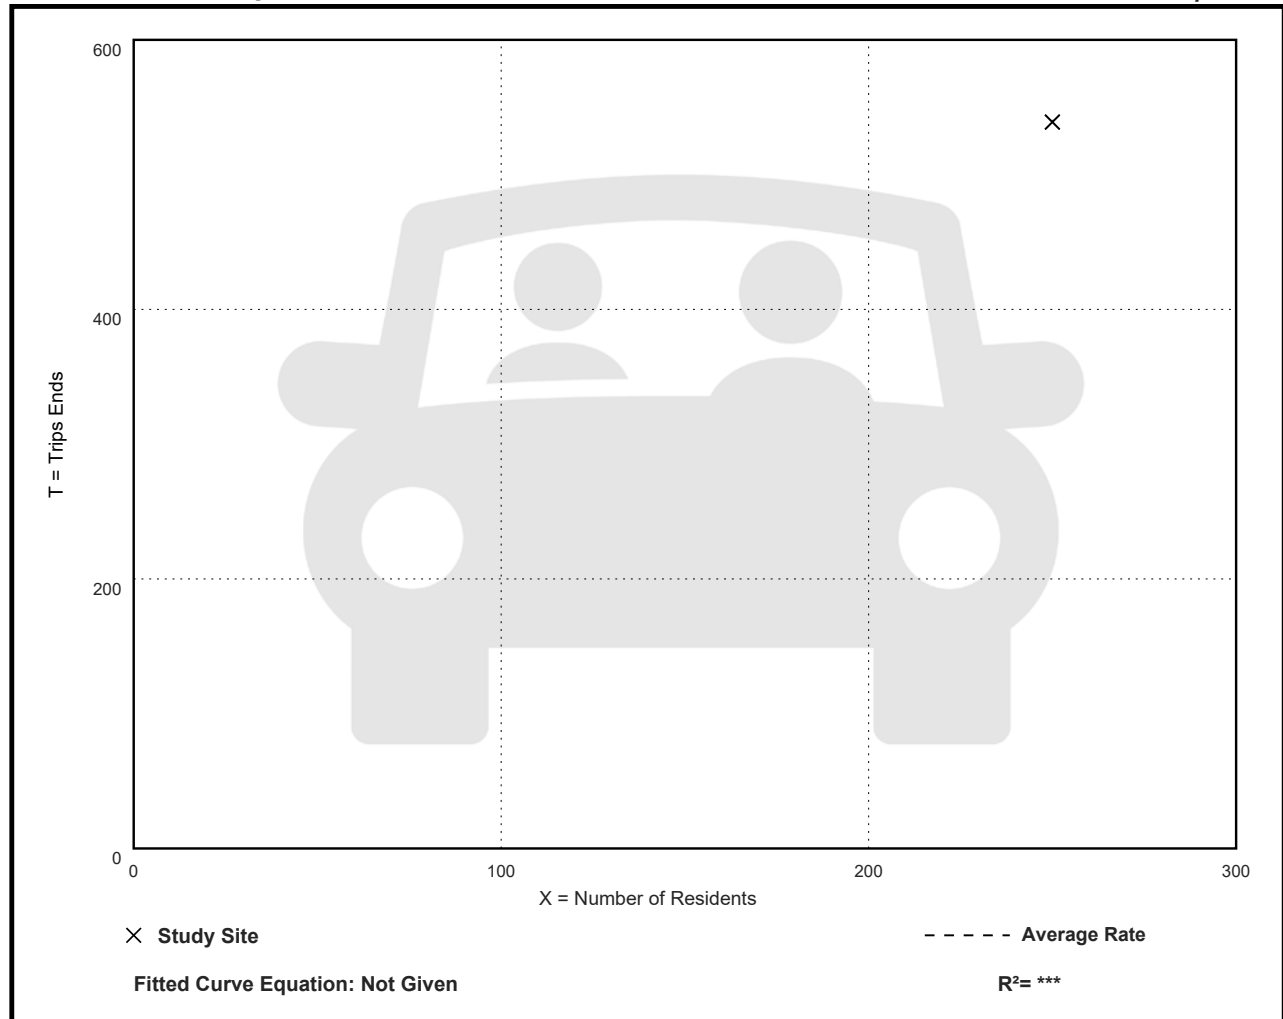 600
400
200
0
T = Trips Ends
0 100 200 300
X = Number of Residents
Study Site
Average Rate
Fitted Curve Equation: Not Given
R²= ***